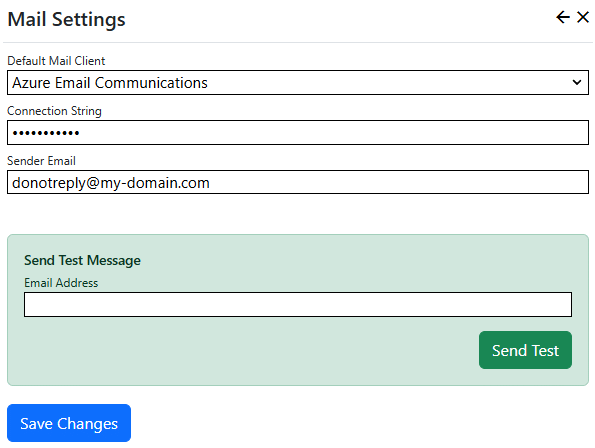 Mail Settings
Default Mail Client
Azure Email Communications
Connection String
•••••••••••
Sender Email
donotreply@my-domain.com
Send Test Message
Email Address
Send Test
Save Changes